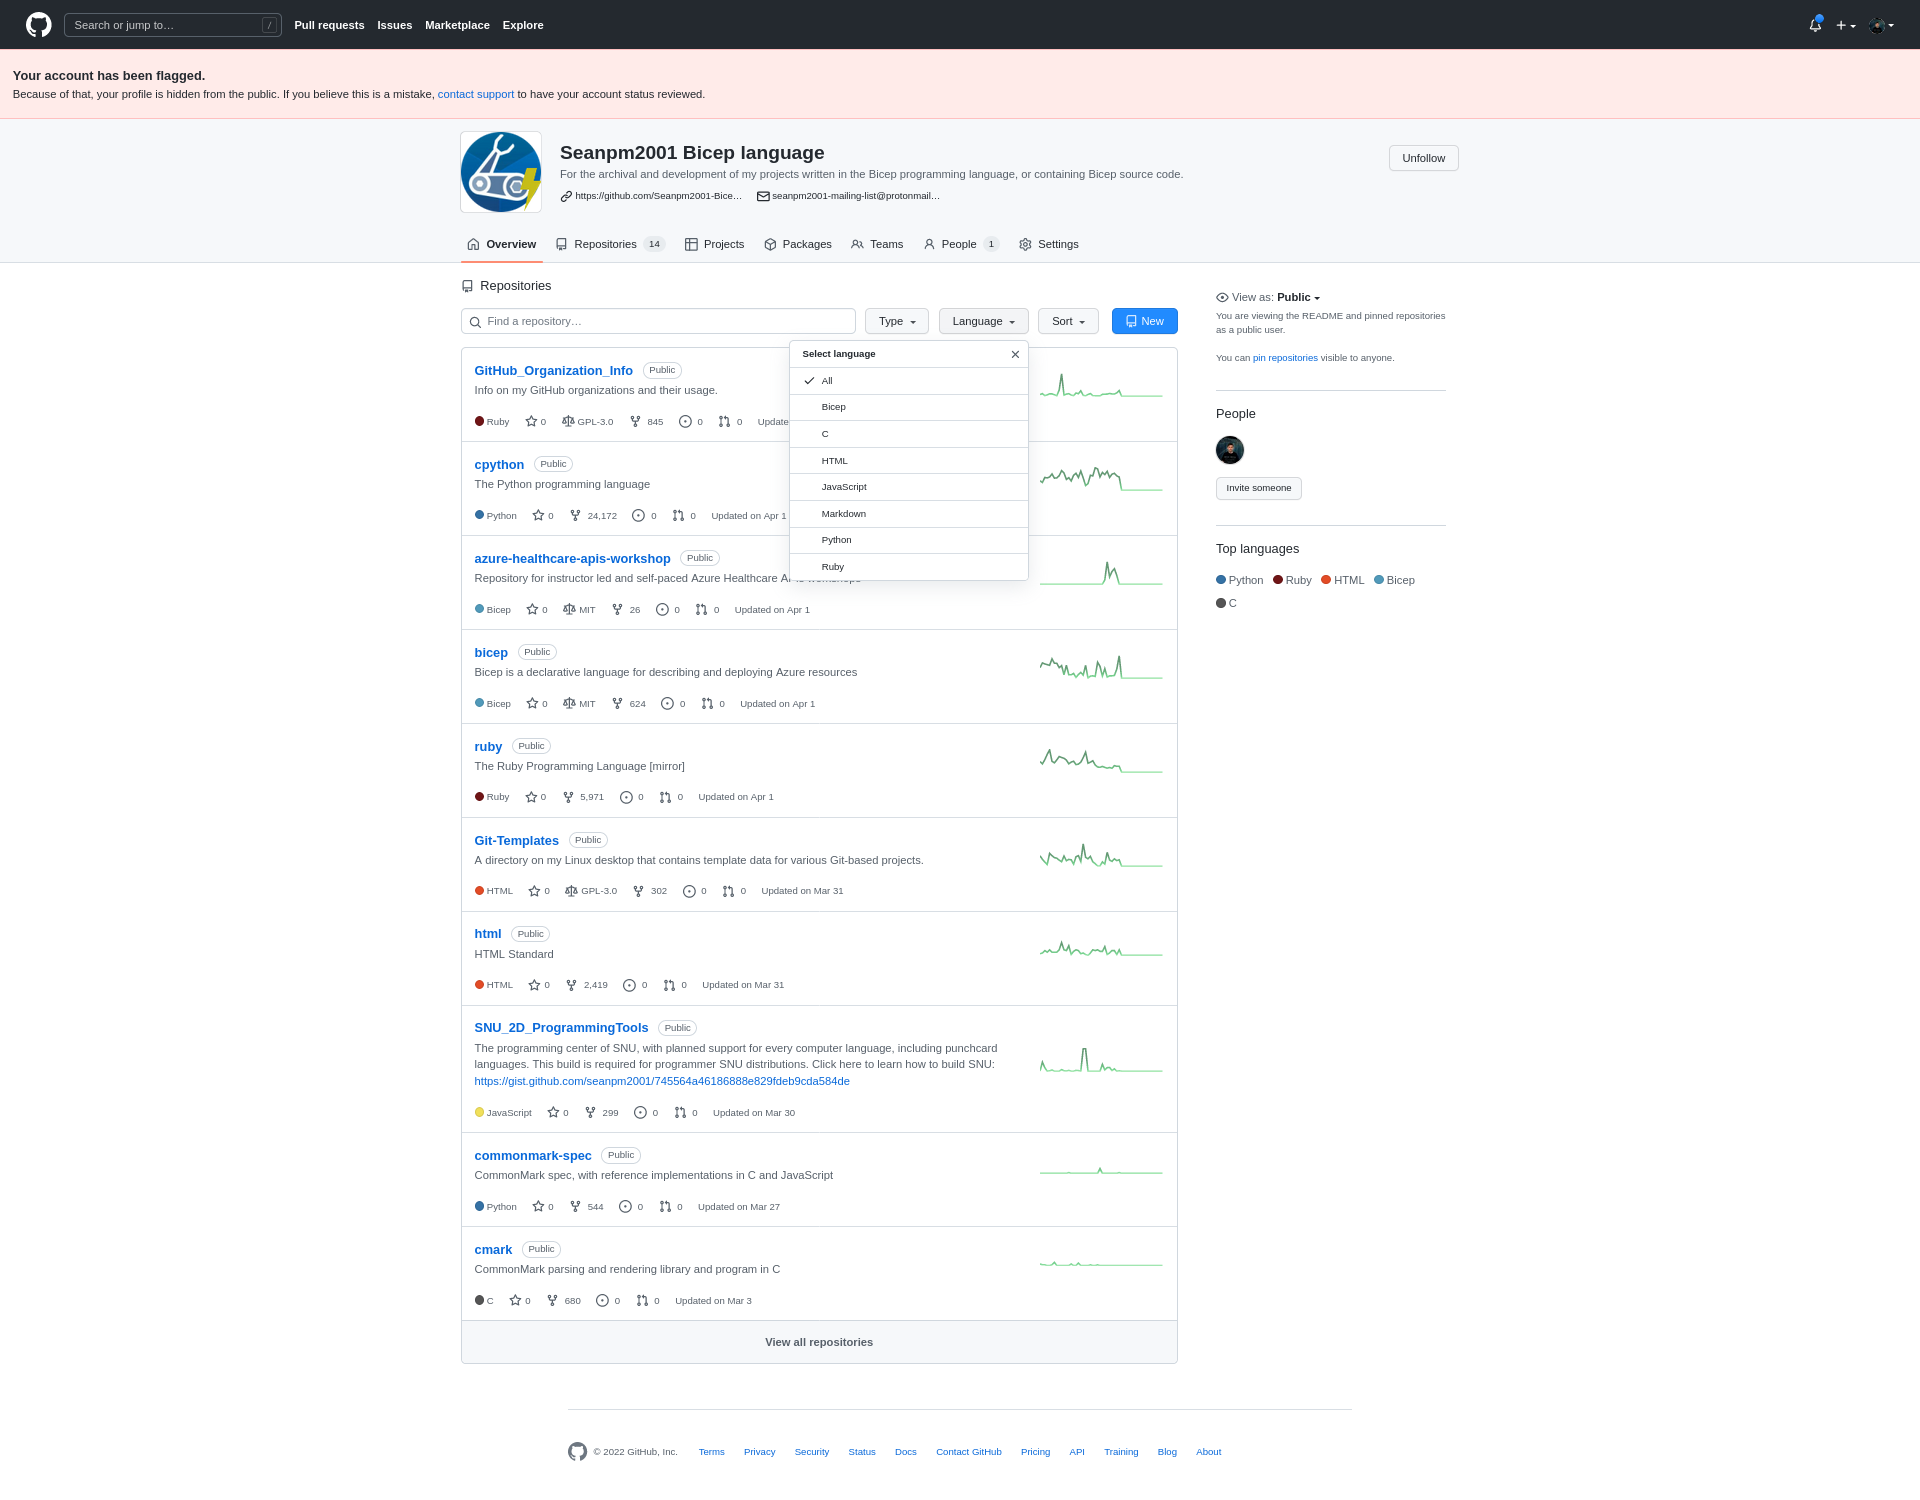 Search or jump to… /
Pull requests Issues Marketplace Explore
Your account has been flagged.
Because of that, your profile is hidden from the public. If you believe this is a mistake, contact support to have your account status reviewed.
Seanpm2001 Bicep language
For the archival and development of my projects written in the Bicep programming language, or containing Bicep source code.
https://github.com/Seanpm2001-Bice… seanpm2001-mailing-list@protonmail…
Unfollow
Overview Repositories 14 Projects Packages Teams People 1 Settings
Repositories
Find a repository… Type Language Sort New
Select language
All
Bicep
C
HTML
JavaScript
Markdown
Python
Ruby
GitHub_Organization_Info Public
Info on my GitHub organizations and their usage.
Ruby 0 GPL-3.0 845 0 0 Update
cpython Public
The Python programming language
Python 0 24,172 0 0 Updated on Apr 1
azure-healthcare-apis-workshop Public
Repository for instructor led and self-paced Azure Healthcare APIs workshops
Bicep 0 MIT 26 0 0 Updated on Apr 1
bicep Public
Bicep is a declarative language for describing and deploying Azure resources
Bicep 0 MIT 624 0 0 Updated on Apr 1
ruby Public
The Ruby Programming Language [mirror]
Ruby 0 5,971 0 0 Updated on Apr 1
Git-Templates Public
A directory on my Linux desktop that contains template data for various Git-based projects.
HTML 0 GPL-3.0 302 0 0 Updated on Mar 31
html Public
HTML Standard
HTML 0 2,419 0 0 Updated on Mar 31
SNU_2D_ProgrammingTools Public
The programming center of SNU, with planned support for every computer language, including punchcard
languages. This build is required for programmer SNU distributions. Click here to learn how to build SNU:
https://gist.github.com/seanpm2001/745564a46186888e829fdeb9cda584de
JavaScript 0 299 0 0 Updated on Mar 30
commonmark-spec Public
CommonMark spec, with reference implementations in C and JavaScript
Python 0 544 0 0 Updated on Mar 27
cmark Public
CommonMark parsing and rendering library and program in C
C 0 680 0 0 Updated on Mar 3
View all repositories
View as: Public
You are viewing the README and pinned repositories
as a public user.
You can pin repositories visible to anyone.
People
Invite someone
Top languages
Python Ruby HTML Bicep
C
© 2022 GitHub, Inc. Terms Privacy Security Status Docs Contact GitHub Pricing API Training Blog About